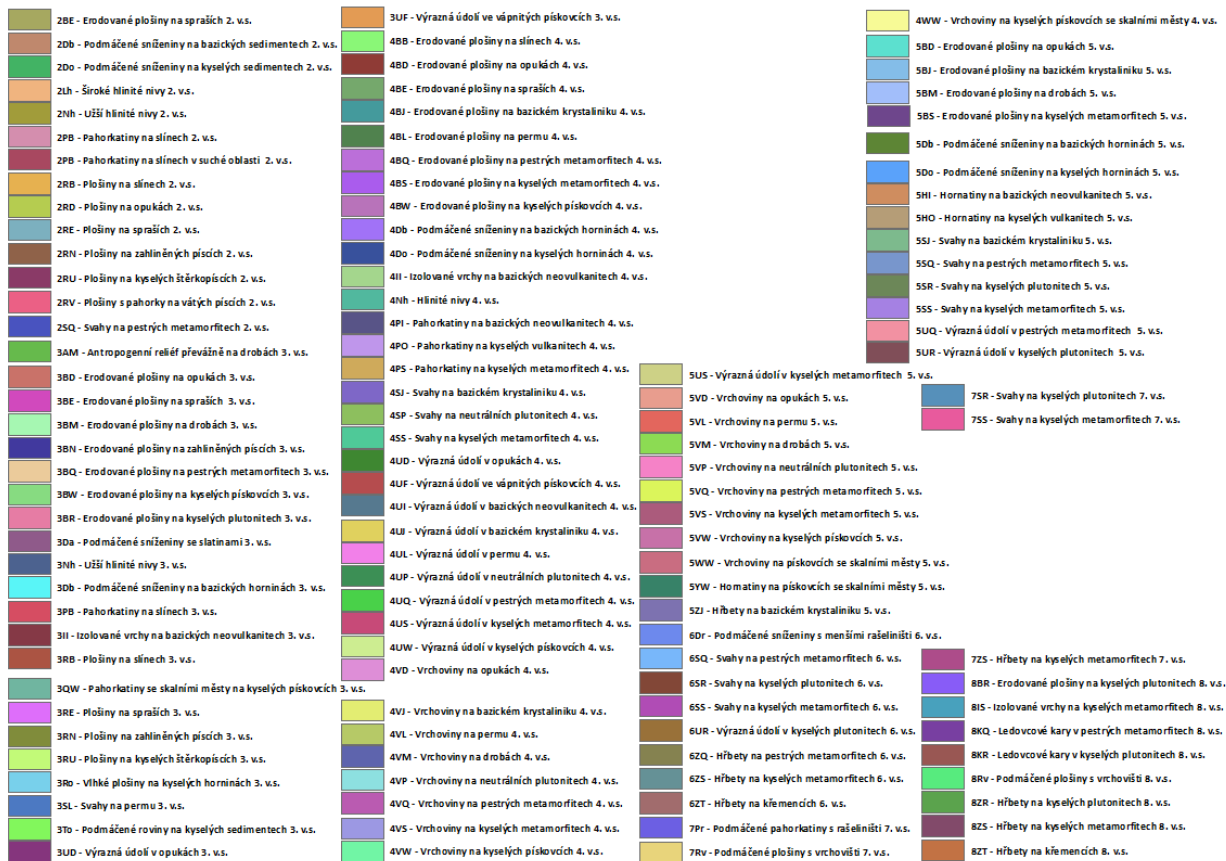 2BE - Erodované plošiny na spraších 2. v.s.
2Db - Podmáčené sníženiny na bazických sedimentech 2. v.s.
2Do - Podmáčené sníženiny na kyselých sedimentech 2. v.s.
2Lh - Široké hlinité nivy 2. v.s.
2Nh - Užší hlinité nivy 2. v.s.
2PB - Pahorkatiny na slínech 2. v.s.
2PB - Pahorkatiny na slínech v suché oblasti 2. v.s.
2RB - Plošiny na slínech 2. v.s.
2RD - Plošiny na opukách 2. v.s.
2RE - Plošiny na spraších 2. v.s.
2RN - Plošiny na zahliněných píscích 2. v.s.
2RU - Plošiny na kyselých štěrkopíscích 2. v.s.
2RV - Plošiny s pahorky na vátých píscích 2. v.s.
2SQ - Svahy na pestrých metamorfitech 2. v.s.
3AM - Antropogenní reliéf převážně na drobách 3. v.s.
3BD - Erodované plošiny na opukách 3. v.s.
3BE - Erodované plošiny na spraších 3. v.s.
3BM - Erodované plošiny na drobách 3. v.s.
3BN - Erodované plošiny na zahliněných píscích 3. v.s.
3BQ - Erodované plošiny na pestrých metamorfitech 3. v.s.
3BW - Erodované plošiny na kyselých pískovcích 3. v.s.
3BR - Erodované plošiny na kyselých plutonitech 3. v.s.
3Da - Podmáčené sníženiny se slatinami 3. v.s.
3Nh - Užší hlinité nivy 3. v.s.
3Db - Podmáčené sníženiny na bazických horninách 3. v.s.
3PB - Pahorkatiny na slínech 3. v.s.
3II - Izolované vrchy na bazických neovulkanitech 3. v.s.
3RB - Plošiny na slínech 3. v.s.
3QW - Pahorkatiny se skalními městy na kyselých pískovcích 3. v.s.
3RE - Plošiny na spraších 3. v.s.
3RN - Plošiny na zahliněných píscích 3. v.s.
3RU - Plošiny na kyselých štěrkopíscích 3. v.s.
3Ro - Vlhké plošiny na kyselých horninách 3. v.s.
3SL - Svahy na permu 3. v.s.
3To - Podmáčené roviny na kyselých sedimentech 3. v.s.
3UD - Výrazná údolí v opukách 3. v.s.
3UF - Výrazná údolí ve vápnitých pískovcích 3. v.s.
4BB - Erodované plošiny na slínech 4. v.s.
4BD - Erodované plošiny na opukách 4. v.s.
4BE - Erodované plošiny na spraších 4. v.s.
4BJ - Erodované plošiny na bazickém krystaliniku 4. v.s.
4BL - Erodované plošiny na permu 4. v.s.
4BQ - Erodované plošiny na pestrých metamorfitech 4. v.s.
4BS - Erodované plošiny na kyselých metamorfitech 4. v.s.
4BW - Erodované plošiny na kyselých pískovcích 4. v.s.
4Db - Podmáčené sníženiny na bazických horninách 4. v.s.
4Do - Podmáčené sníženiny na kyselých horninách 4. v.s.
4II - Izolované vrchy na bazických neovulkanitech 4. v.s.
4Nh - Hlinité nivy 4. v.s.
4PI - Pahorkatiny na bazických neovulkanitech 4. v.s.
4PO - Pahorkatiny na kyselých vulkanitech 4. v.s.
4PS - Pahorkatiny na kyselých metamorfitech 4. v.s.
4SJ - Svahy na bazickém krystaliniku 4. v.s.
4SP - Svahy na neutrálních plutonitech 4. v.s.
4SS - Svahy na kyselých metamorfitech 4. v.s.
4UD - Výrazná údolí v opukách 4. v.s.
4UF - Výrazná údolí ve vápnitých pískovcích 4. v.s.
4UI - Výrazná údolí v bazických neovulkanitech 4. v.s.
4UJ - Výrazná údolí v bazickém krystaliniku 4. v.s.
4UL - Výrazná údolí v permu 4. v.s.
4UP - Výrazná údolí v neutrálních plutonitech 4. v.s.
4UQ - Výrazná údolí v pestrých metamorfitech 4. v.s.
4US - Výrazná údolí v kyselých metamorfitech 4. v.s.
4UW - Výrazná údolí v kyselých pískovcích 4. v.s.
4VD - Vrchoviny na opukách 4. v.s.
4VJ - Vrchoviny na bazickém krystaliniku 4. v.s.
4VL - Vrchoviny na permu 4. v.s.
4VM - Vrchoviny na drobách 4. v.s.
4VP - Vrchoviny na neutrálních plutonitech 4. v.s.
4VQ - Vrchoviny na pestrých metamorfitech 4. v.s.
4VS - Vrchoviny na kyselých metamorfitech 4. v.s.
4VW - Vrchoviny na kyselých pískovcích 4. v.s.
4WW - Vrchoviny na kyselých pískovcích se skalními městy 4. v.s.
5BD - Erodované plošiny na opukách 5. v.s.
5BJ - Erodované plošiny na bazickém krystaliniku 5. v.s.
5BM - Erodované plošiny na drobách 5. v.s.
5BS - Erodované plošiny na kyselých metamorfitech 5. v.s.
5Db - Podmáčené sníženiny na bazických horninách 5. v.s.
5Do - Podmáčené sníženiny na kyselých horninách 5. v.s.
5HI - Hornatiny na bazických neovulkanitech 5. v.s.
5HO - Hornatiny na kyselých vulkanitech 5. v.s.
5SJ - Svahy na bazickém krystaliniku 5. v.s.
5SQ - Svahy na pestrých metamorfitech 5. v.s.
5SR - Svahy na kyselých plutonitech 5. v.s.
5SS - Svahy na kyselých metamorfitech 5. v.s.
5UQ - Výrazná údolí v pestrých metamorfitech 5. v.s.
5UR - Výrazná údolí v kyselých plutonitech 5. v.s.
5US - Výrazná údolí v kyselých metamorfitech 5. v.s.
5VD - Vrchoviny na opukách 5. v.s.
5VL - Vrchoviny na permu 5. v.s.
5VM - Vrchoviny na drobách 5. v.s.
5VP - Vrchoviny na neutrálních plutonitech 5. v.s.
5VQ - Vrchoviny na pestrých metamorfitech 5. v.s.
5VS - Vrchoviny na kyselých metamorfitech 5. v.s.
5VW - Vrchoviny na kyselých pískovcích 5. v.s.
5WW - Vrchoviny na pískovcích se skalními městy 5. v.s.
5YW - Hornatiny na pískovcích se skalními městy 5. v.s.
5ZJ - Hřbety na bazickém krystaliniku 5. v.s.
6Dr - Podmáčené sníženiny s menšími rašeliništi 6. v.s.
6SQ - Svahy na pestrých metamorfitech 6. v.s.
6SR - Svahy na kyselých plutonitech 6. v.s.
6SS - Svahy na kyselých metamorfitech 6. v.s.
6UR - Výrazná údolí v kyselých plutonitech 6. v.s.
6ZQ - Hřbety na pestrých metamorfitech 6. v.s.
6ZS - Hřbety na kyselých metamorfitech 6. v.s.
6ZT - Hřbety na křemencích 6. v.s.
7Pr - Podmáčené pahorkatiny s rašeliništi 7. v.s.
7Rv - Podmáčené plošiny s vrchovišti 7. v.s.
7SR - Svahy na kyselých plutonitech 7. v.s.
7SS - Svahy na kyselých metamorfitech 7. v.s.
7ZS - Hřbety na kyselých metamorfitech 7. v.s.
8BR - Erodované plošiny na kyselých plutonitech 8. v.s.
8IS - Izolované vrchy na kyselých metamorfitech 8. v.s.
8KQ - Ledovcové kary v pestrých metamorfitech 8. v.s.
8KR - Ledovcové kary v kyselých plutonitech 8. v.s.
8Rv - Podmáčené plošiny s vrchovišti 8. v.s.
8ZR - Hřbety na kyselých plutonitech 8. v.s.
8ZS - Hřbety na kyselých metamorfitech 8. v.s.
8ZT - Hřbety na křemencích 8. v.s.